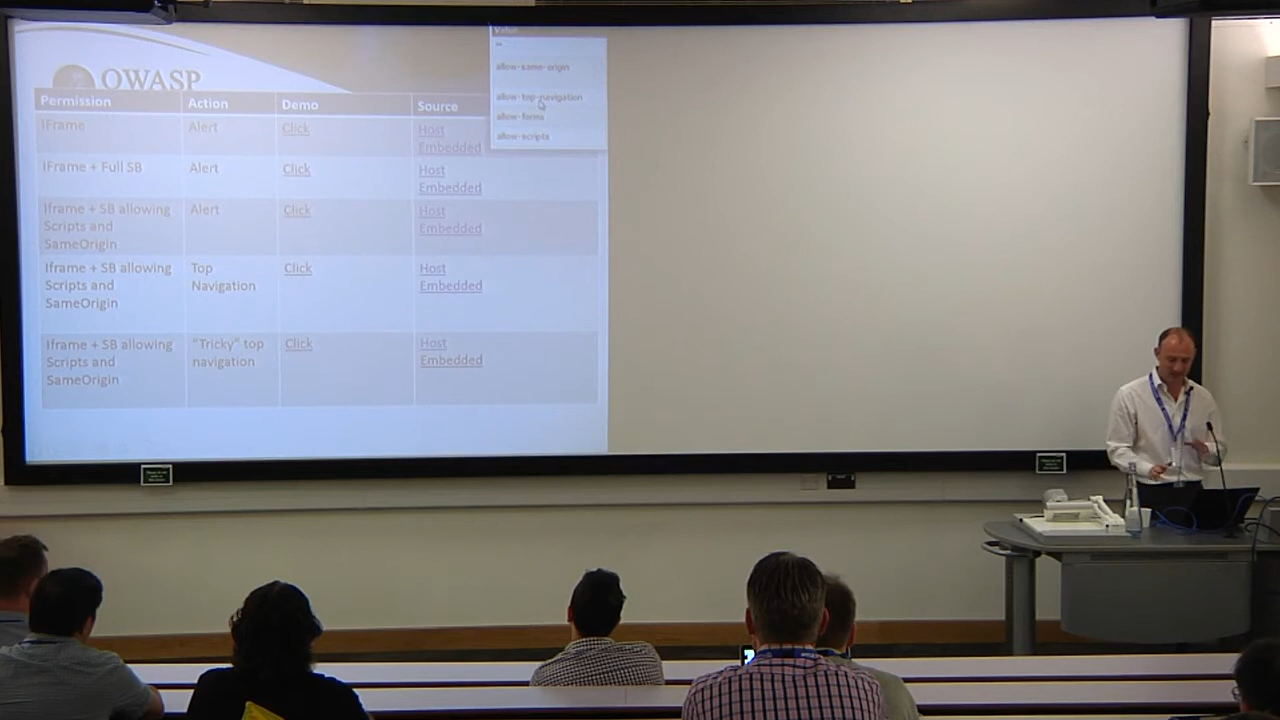 OWASP
Value
""
allow-same-origin
allow-top-navigation
allow-forms
allow-scripts
Permission Action Demo Source
IFrame Alert Click Host
Embedded
IFrame + Full SB Alert Click Host
Embedded
Iframe + SB allowing Alert Click Host
Scripts and Embedded
SameOrigin
Iframe + SB allowing Top Click Host
Scripts and Navigation Embedded
SameOrigin
Iframe + SB allowing "Tricky" top Click Host
Scripts and navigation Embedded
SameOrigin